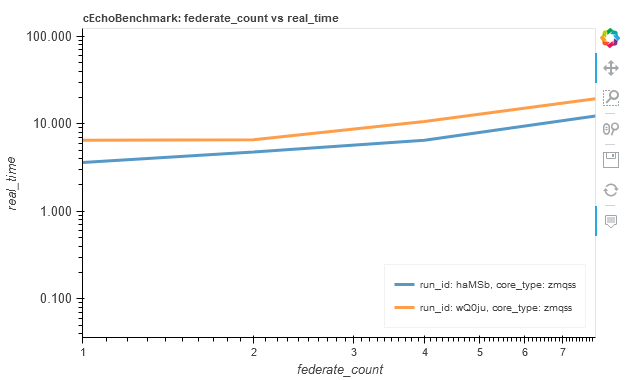 cEchoBenchmark: federate_count vs real_time
100.000
10.000
1.000
0.100
real_time
run_id: haMSb, core_type: zmqss
run_id: wQ0ju, core_type: zmqss
1 2 3 4 5 6 7
federate_count